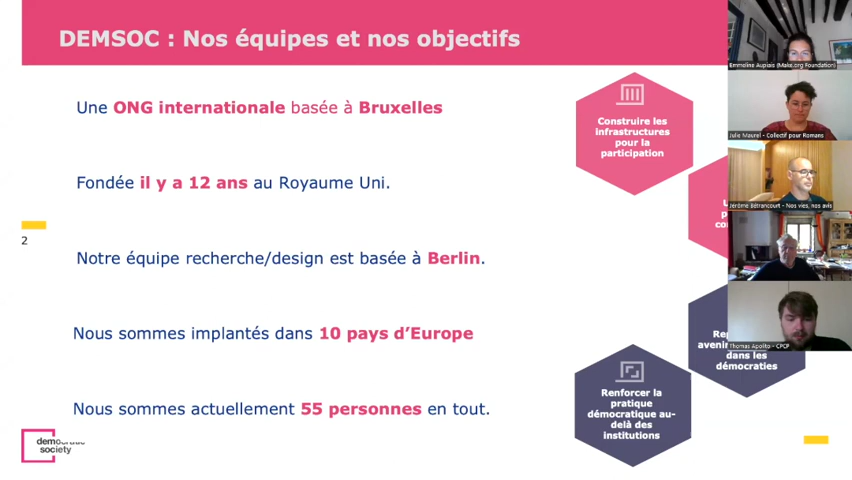 DEMSOC : Nos équipes et nos objectifs
Une ONG internationale basée à Bruxelles
Fondée il y a 12 ans au Royaume Uni.
2
Notre équipe recherche/design est basée à Berlin.
Nous sommes implantés dans 10 pays d'Europe
Nous sommes actuellement 55 personnes en tout.
democratic
society
Construire les
infrastructures
pour la
participation
dans les
démocraties
Renforcer la
pratique
démocratique au-
delà des
institutions
Emmeline Aupiais (Make.org Foundation)
Julie Maurel - Collectif pour Romans
Jérôme Bétrancourt - Nos vies, nos avis
Thomas Apolito - CPCP